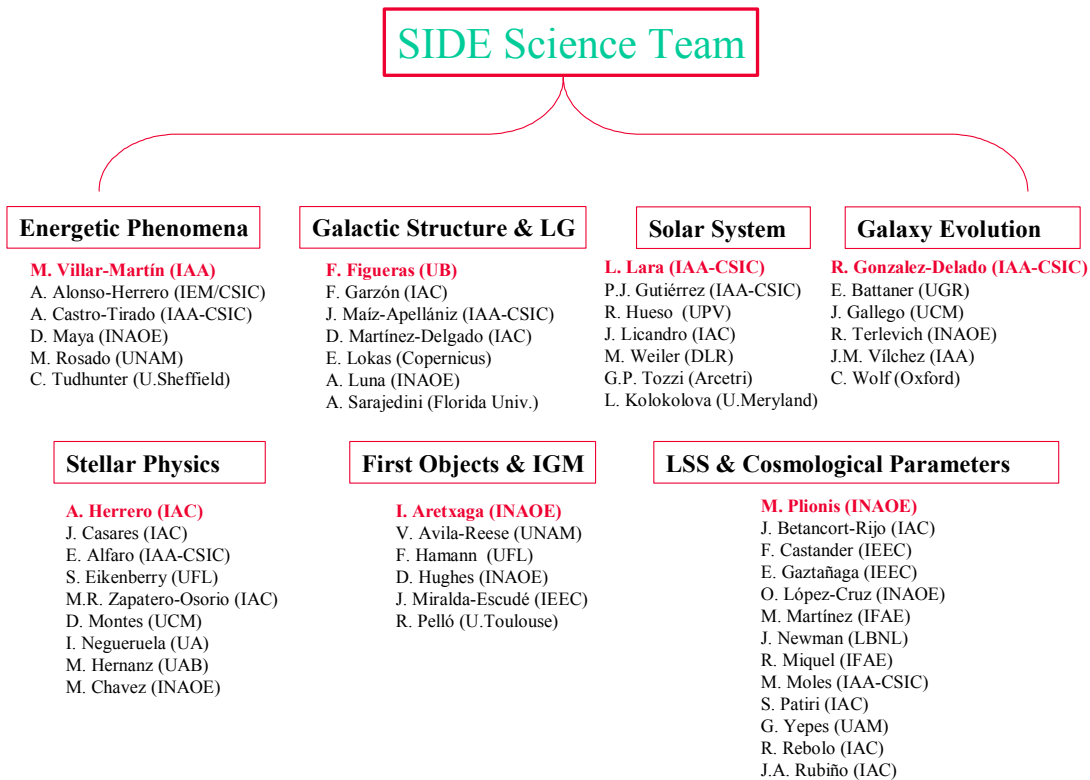 SIDE Science Team
Energetic Phenomena
M. Villar-Martín (IAA)
A. Alonso-Herrero (IEM/CSIC)
A. Castro-Tirado (IAA-CSIC)
D. Maya (INAOE)
M. Rosado (UNAM)
C. Tudhunter (U.Sheffield)
Galactic Structure & LG
F. Figueras (UB)
F. Garzón (IAC)
J. Maíz-Apellániz (IAA-CSIC)
D. Martínez-Delgado (IAC)
E. Lokas (Copernicus)
A. Luna (INAOE)
A. Sarajedini (Florida Univ.)
Solar System
L. Lara (IAA-CSIC)
P.J. Gutiérrez (IAA-CSIC)
R. Hueso (UPV)
J. Licandro (IAC)
M. Weiler (DLR)
G.P. Tozzi (Arcetri)
L. Kolokolova (U.Meryland)
Galaxy Evolution
R. Gonzalez-Delado (IAA-CSIC)
E. Battaner (UGR)
J. Gallego (UCM)
R. Terlevich (INAOE)
J.M. Vílchez (IAA)
C. Wolf (Oxford)
Stellar Physics
A. Herrero (IAC)
J. Casares (IAC)
E. Alfaro (IAA-CSIC)
S. Eikenberry (UFL)
M.R. Zapatero-Osorio (IAC)
D. Montes (UCM)
I. Negueruela (UA)
M. Hernanz (UAB)
M. Chavez (INAOE)
First Objects & IGM
I. Aretxaga (INAOE)
V. Avila-Reese (UNAM)
F. Hamann (UFL)
D. Hughes (INAOE)
J. Miralda-Escudé (IEEC)
R. Pelló (U.Toulouse)
LSS & Cosmological Parameters
M. Plionis (INAOE)
J. Betancort-Rijo (IAC)
F. Castander (IEEC)
E. Gaztañaga (IEEC)
O. López-Cruz (INAOE)
M. Martínez (IFAE)
J. Newman (LBNL)
R. Miquel (IFAE)
M. Moles (IAA-CSIC)
S. Patiri (IAC)
G. Yepes (UAM)
R. Rebolo (IAC)
J.A. Rubiño (IAC)